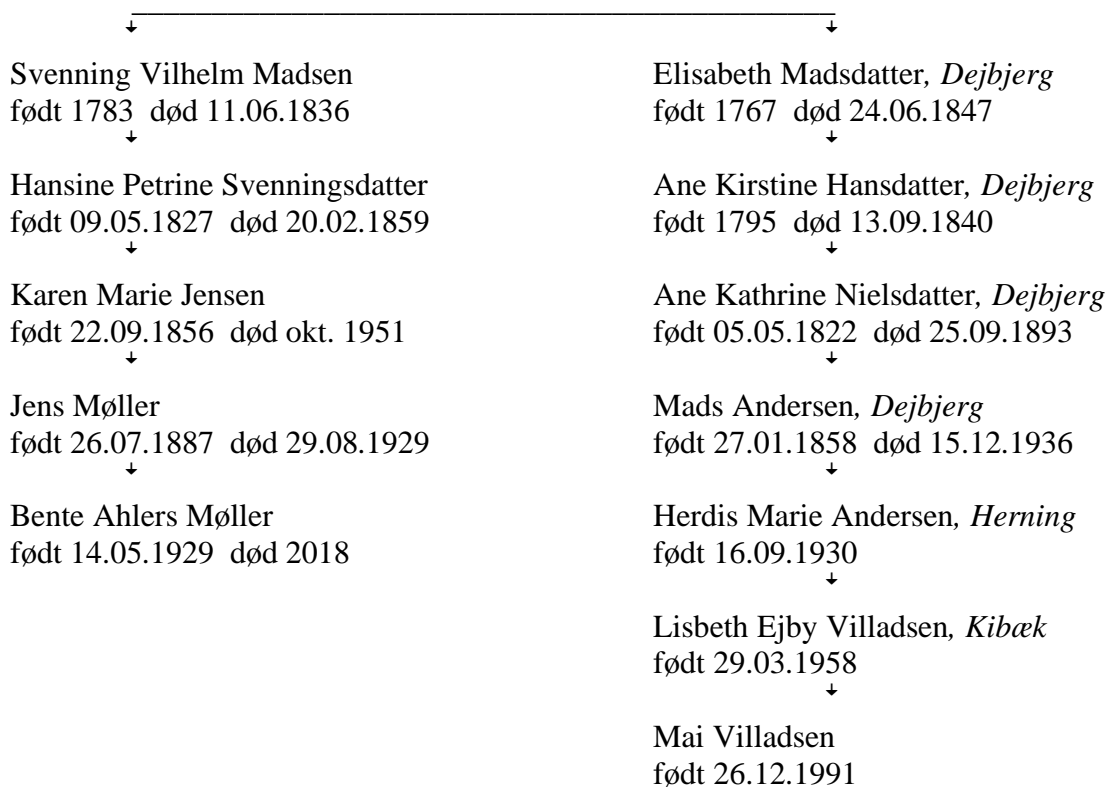 Svenning Vilhelm Madsen
født 1783 død 11.06.1836
Hansine Petrine Svenningsdatter
født 09.05.1827 død 20.02.1859
Karen Marie Jensen
født 22.09.1856 død okt. 1951
Jens Møller
født 26.07.1887 død 29.08.1929
Bente Ahlers Møller
født 14.05.1929 død 2018
Elisabeth Madsdatter, Dejbjerg
født 1767 død 24.06.1847
Ane Kirstine Hansdatter, Dejbjerg
født 1795 død 13.09.1840
Ane Kathrine Nielsdatter, Dejbjerg
født 05.05.1822 død 25.09.1893
Mads Andersen, Dejbjerg
født 27.01.1858 død 15.12.1936
Herdis Marie Andersen, Herning
født 16.09.1930
Lisbeth Ejby Villadsen, Kibæk
født 29.03.1958
Mai Villadsen
født 26.12.1991